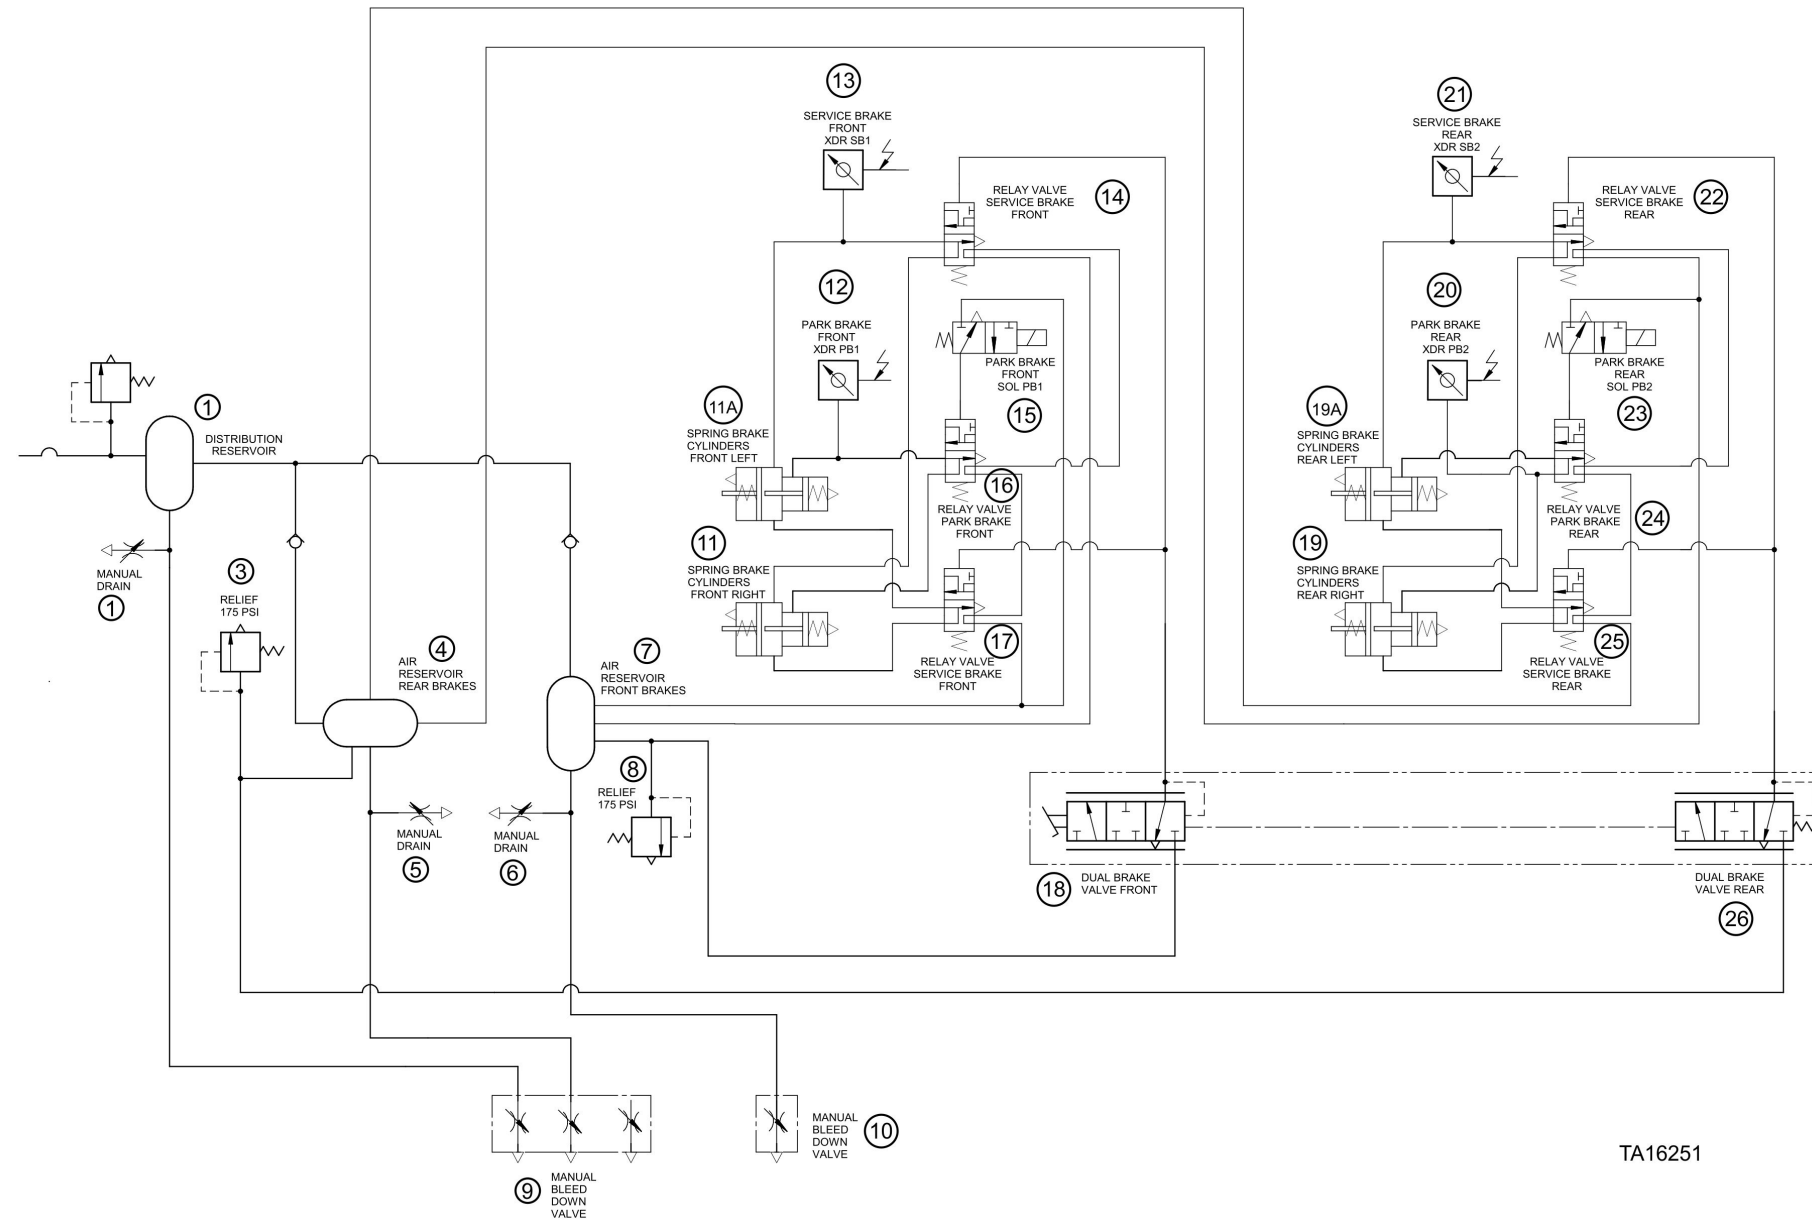 13
SERVICE BRAKE
FRONT
XDR SB1
RELAY VALVE
SERVICE BRAKE
FRONT
14
12
PARK BRAKE
FRONT
XDR PB1
PARK BRAKE
FRONT
SOL PB1
15
11A
SPRING BRAKE
CYLINDERS
FRONT LEFT
16
RELAY VALVE
PARK BRAKE
FRONT
11
SPRING BRAKE
CYLINDERS
FRONT RIGHT
17
RELAY VALVE
SERVICE BRAKE
FRONT
21
SERVICE BRAKE
REAR
XDR SB2
RELAY VALVE
SERVICE BRAKE
REAR
22
20
PARK BRAKE
REAR
XDR PB2
PARK BRAKE
REAR
SOL PB2
23
19A
SPRING BRAKE
CYLINDERS
REAR LEFT
RELAY VALVE
PARK BRAKE
REAR
24
19
SPRING BRAKE
CYLINDERS
REAR RIGHT
25
RELAY VALVE
SERVICE BRAKE
REAR
1
DISTRIBUTION
RESERVOIR
MANUAL
DRAIN
1
3
RELIEF
175 PSI
4
AIR
RESERVOIR
REAR BRAKES
7
AIR
RESERVOIR
FRONT BRAKES
8
RELIEF
175 PSI
MANUAL
DRAIN
5
MANUAL
DRAIN
6
18
DUAL BRAKE
VALVE FRONT
DUAL BRAKE
VALVE REAR
26
MANUAL
BLEED
DOWN
VALVE
10
9
MANUAL
BLEED
DOWN
VALVE
TA16251